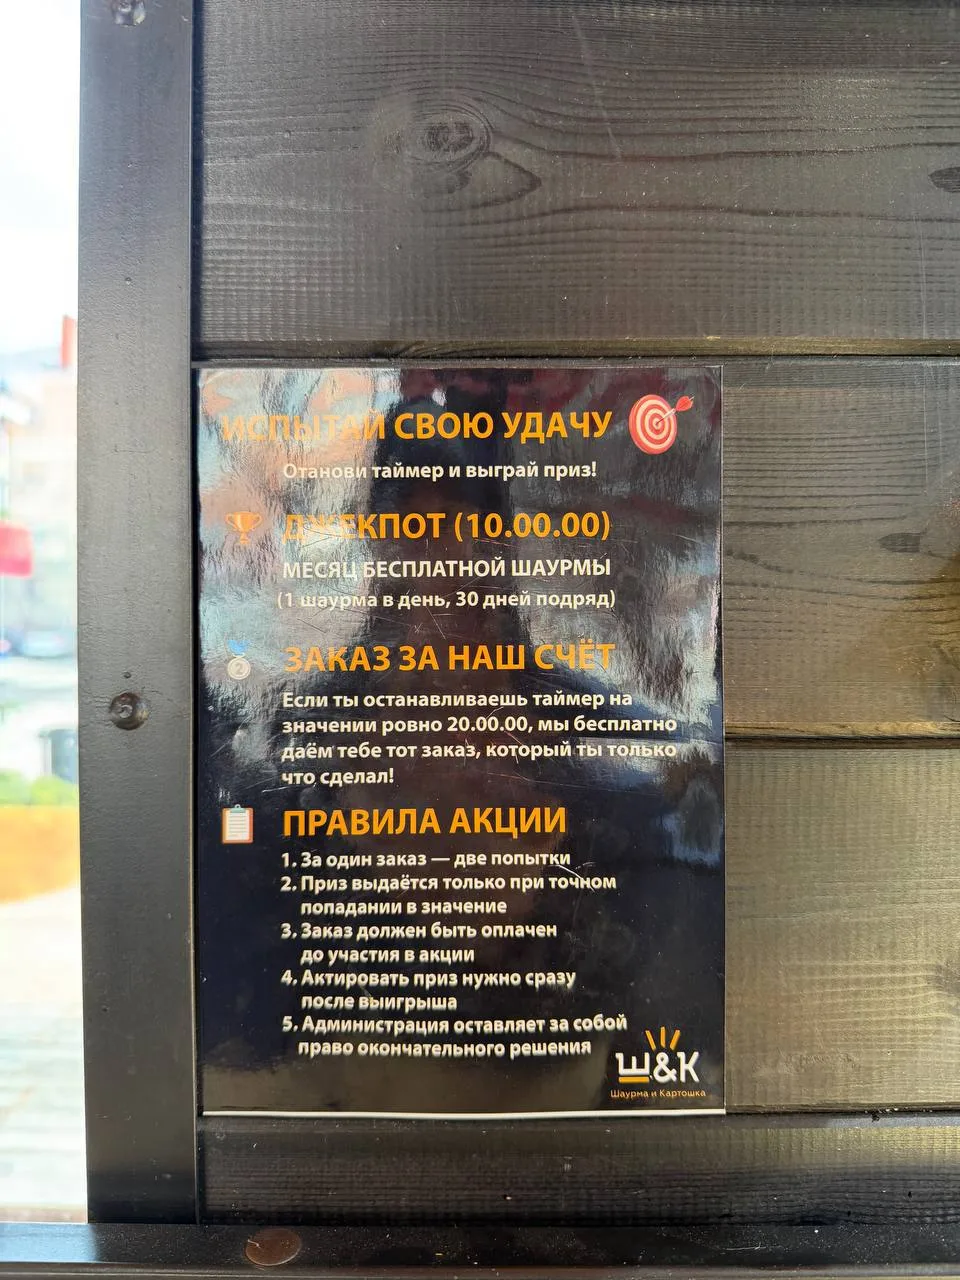 ИСПЫТАЙ СВОЮ УДАЧУ
Отанови таймер и выграй приз!
ДЖЕКПОТ (10.00.00)
МЕСЯЦ БЕСПЛАТНОЙ ШАУРМЫ
(1 шаурма в день, 30 дней подряд)
2
ЗАКАЗ ЗА НАШ СЧЁТ
Если ты останавливаешь таймер на
значении ровно 20.00.00, мы бесплатно
даём тебе тот заказ, который ты только
что сделал!
ПРАВИЛА АКЦИИ
1. За один заказ — две попытки
2. Приз выдаётся только при точном
попадании в значение
3. Заказ должен быть оплачен
до участия в акции
4. Актировать приз нужно сразу
после выигрыша
5. Администрация оставляет за собой
право окончательного решения
Ш&К
Шаурма и Картошка